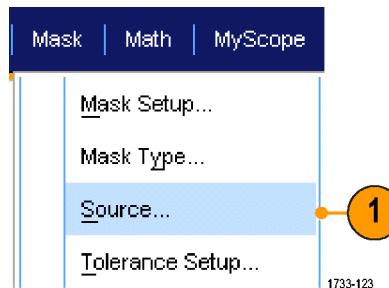 Mask Math MyScope
Mask Setup...
Mask Type...
Source...
1
Tolerance Setup...
1733-123